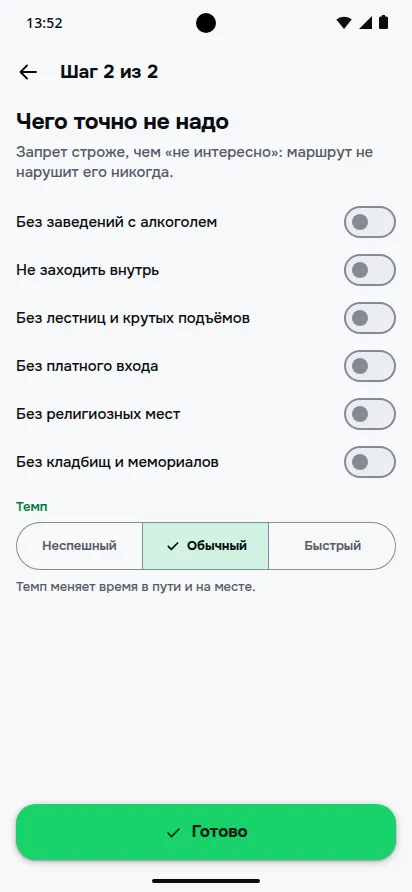 13:52
Шаг 2 из 2
Чего точно не надо
Запрет строже, чем «не интересно»: маршрут не
нарушит его никогда.
Без заведений с алкоголем
Не заходить внутрь
Без лестниц и крутых подъёмов
Без платного входа
Без религиозных мест
Без кладбищ и мемориалов
Темп
Неспешный
Обычный
Быстрый
Темп меняет время в пути и на месте.
Готово